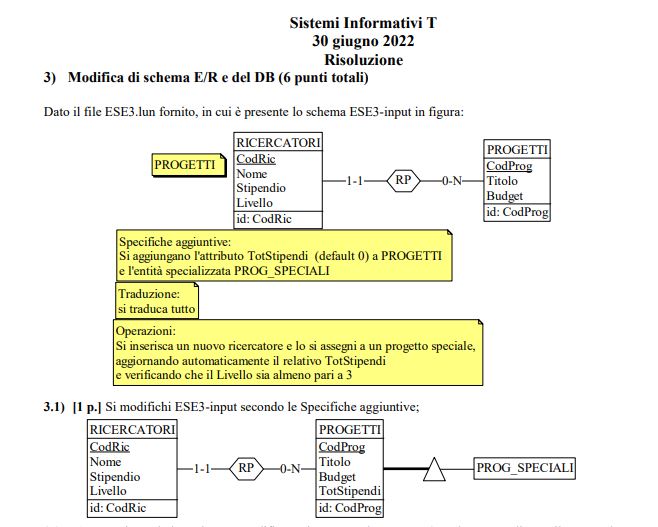 Sistemi Informativi T
30 giugno 2022
Risoluzione
3) Modifica di schema E/R e del DB (6 punti totali)
Dato il file ESE3.lun fornito, in cui è presente lo schema ESE3-input in figura:
PROGETTI
RICERCATORI
CodRic
Nome
Stipendio
Livello
id: CodRic
1-1
RP
0-N
PROGETTI
CodProg
Titolo
Budget
id: CodProg
Specifiche aggiuntive:
Si aggiungano l'attributo TotStipendi (default 0) a PROGETTI
e l'entità specializzata PROG_SPECIALI
Traduzione:
si traduca tutto
Operazioni:
Si inserisca un nuovo ricercatore e lo si assegni a un progetto speciale,
aggiornando automaticamente il relativo TotStipendi
e verificando che il Livello sia almeno pari a 3
3.1) [1 p.] Si modifichi ESE3-input secondo le Specifiche aggiuntive;
RICERCATORI
CodRic
Nome
Stipendio
Livello
id: CodRic
1-1
RP
0-N
PROGETTI
CodProg
Titolo
Budget
TotStipendi
id: CodProg
PROG_SPECIALI